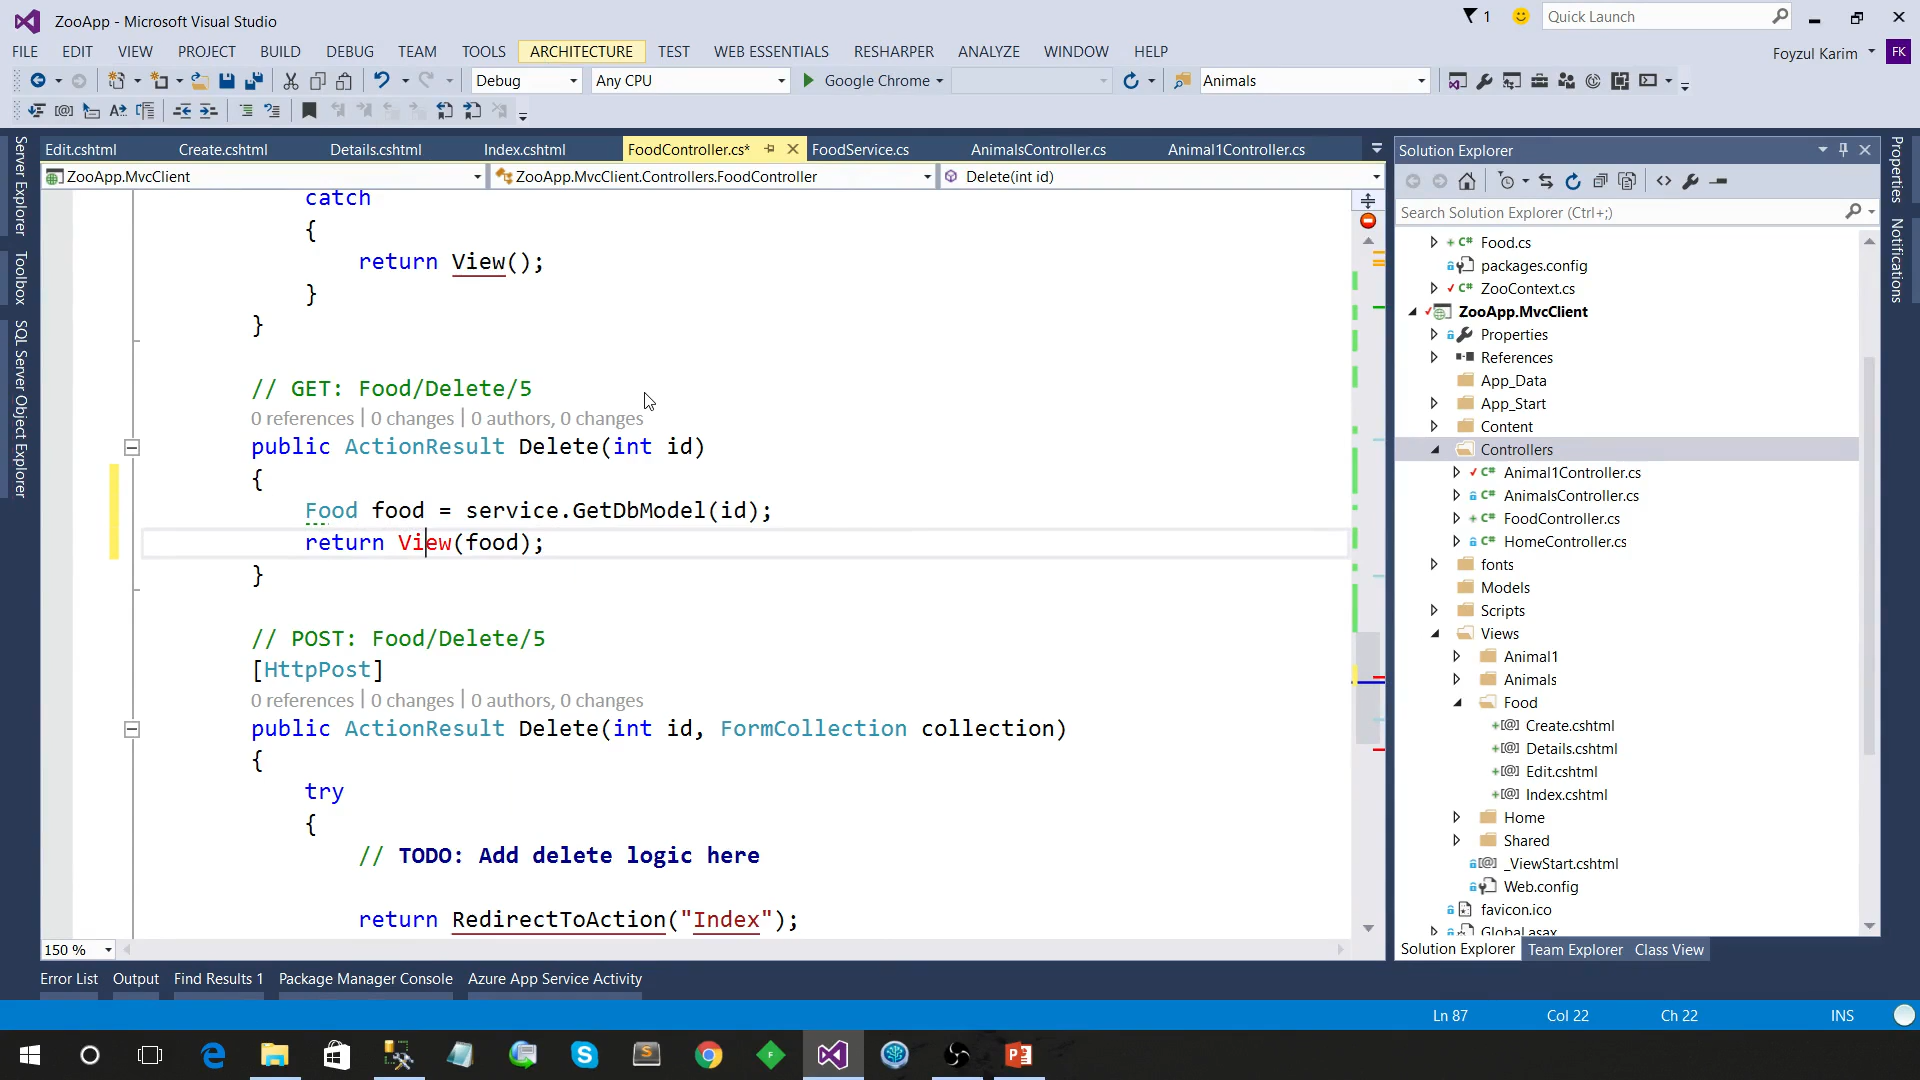 ZooApp - Microsoft Visual Studio
1
Quick Launch
FILE EDIT VIEW PROJECT BUILD DEBUG TEAM TOOLS ARCHITECTURE TEST WEB ESSENTIALS RESHARPER ANALYZE WINDOW HELP
Foyzul Karim FK
Debug Any CPU Google Chrome Animals
Edit.cshtml Create.cshtml Details.cshtml Index.cshtml FoodController.cs* FoodService.cs AnimalsController.cs Animal1Controller.cs
ZooApp.MvcClient ZooApp.MvcClient.Controllers.FoodController Delete(int id)
Server Explorer
Toolbox
SQL Server Object Explorer
catch
{
return View();
}
}
// GET: Food/Delete/5
0 references | 0 changes | 0 authors, 0 changes
public ActionResult Delete(int id)
{
Food food = service.GetDbModel(id);
return View(food);
}
// POST: Food/Delete/5
[HttpPost]
0 references | 0 changes | 0 authors, 0 changes
public ActionResult Delete(int id, FormCollection collection)
{
try
{
// TODO: Add delete logic here
return RedirectToAction("Index");
150 %
Solution Explorer
Search Solution Explorer (Ctrl+;)
Food.cs
packages.config
ZooContext.cs
ZooApp.MvcClient
Properties
References
App_Data
App_Start
Content
Controllers
Animal1Controller.cs
AnimalsController.cs
FoodController.cs
HomeController.cs
fonts
Models
Scripts
Views
Animal1
Animals
Food
Create.cshtml
Details.cshtml
Edit.cshtml
Index.cshtml
Home
Shared
_ViewStart.cshtml
Web.config
favicon.ico
Global.asax
Solution Explorer Team Explorer Class View
Properties
Notifications
Error List Output Find Results 1 Package Manager Console Azure App Service Activity
Ln 87 Col 22 Ch 22 INS